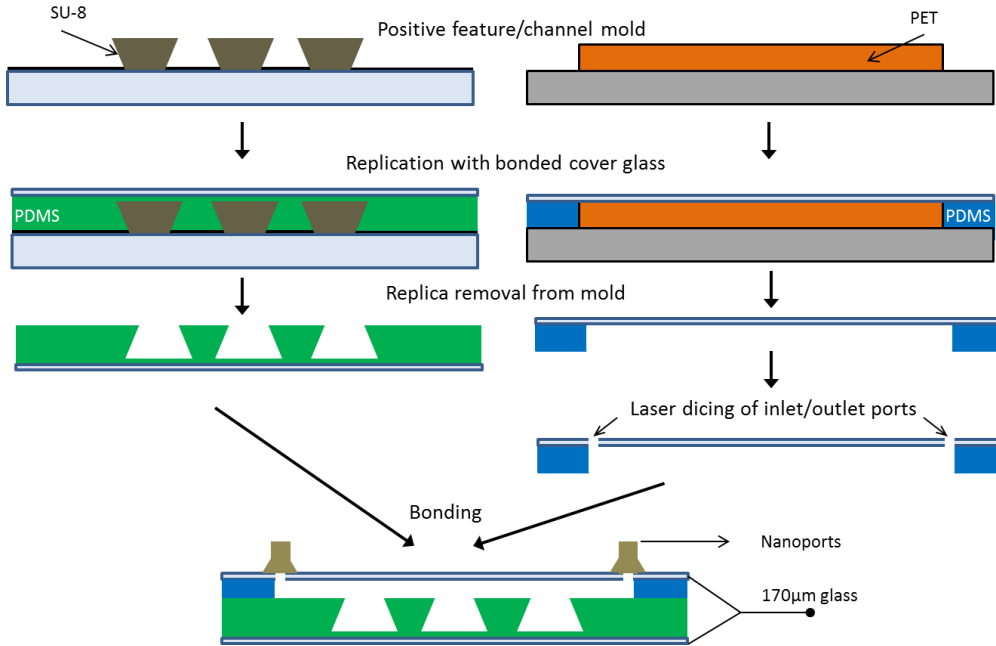 SU-8
Positive feature/channel mold
PET
Replication with bonded cover glass
PDMS
PDMS
Replica removal from mold
Laser dicing of inlet/outlet ports
Bonding
Nanoports
170µm glass